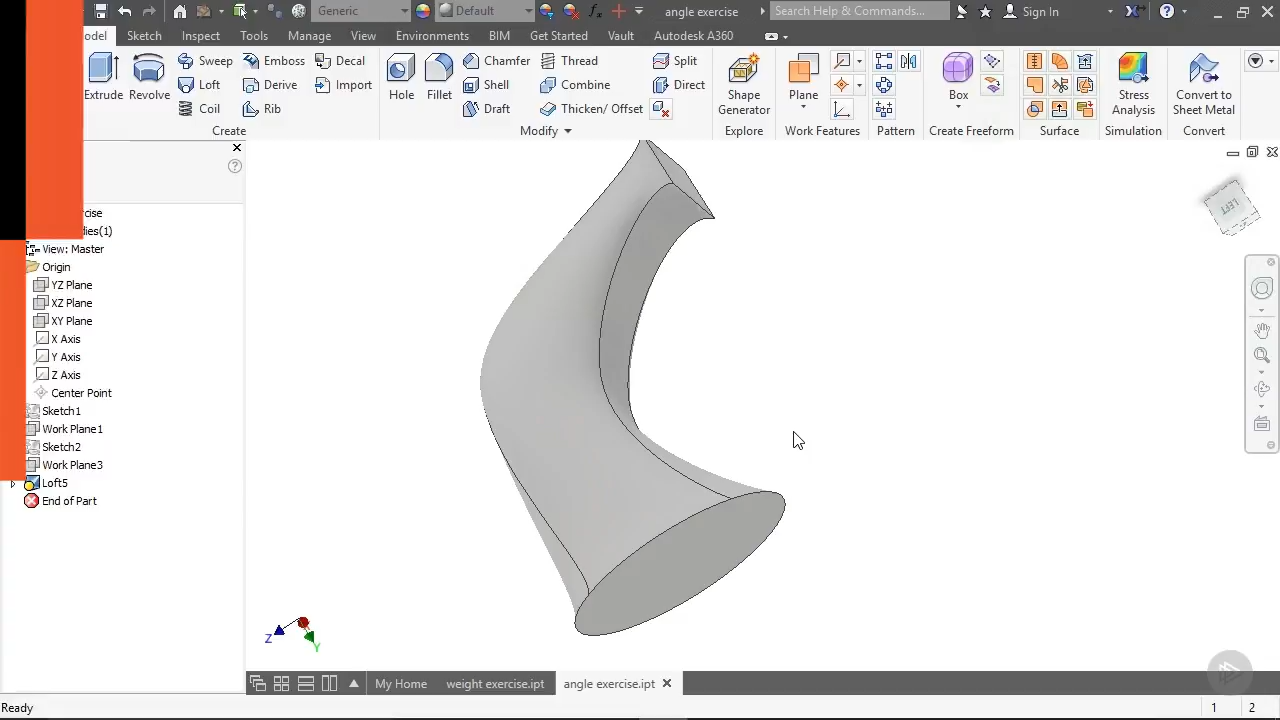 Generic Default angle exercise Search Help & Commands... Sign In
odel Sketch Inspect Tools Manage View Environments BIM Get Started Vault Autodesk A360
Extrude Revolve Sweep Emboss Decal Hole Fillet Chamfer Thread Split Shape Generator Plane Box Stress Analysis Convert to Sheet Metal
Loft Derive Import Shell Combine Direct
Coil Rib Draft Thicken/ Offset
Create Modify Explore Work Features Pattern Create Freeform Surface Simulation Convert
LEFT
rcise
dies(1)
View: Master
Origin
YZ Plane
XZ Plane
XY Plane
X Axis
Y Axis
Z Axis
Center Point
Sketch1
Work Plane1
Sketch2
Work Plane3
Loft5
End of Part
Z
Y
My Home weight exercise.ipt angle exercise.ipt
Ready 1 2